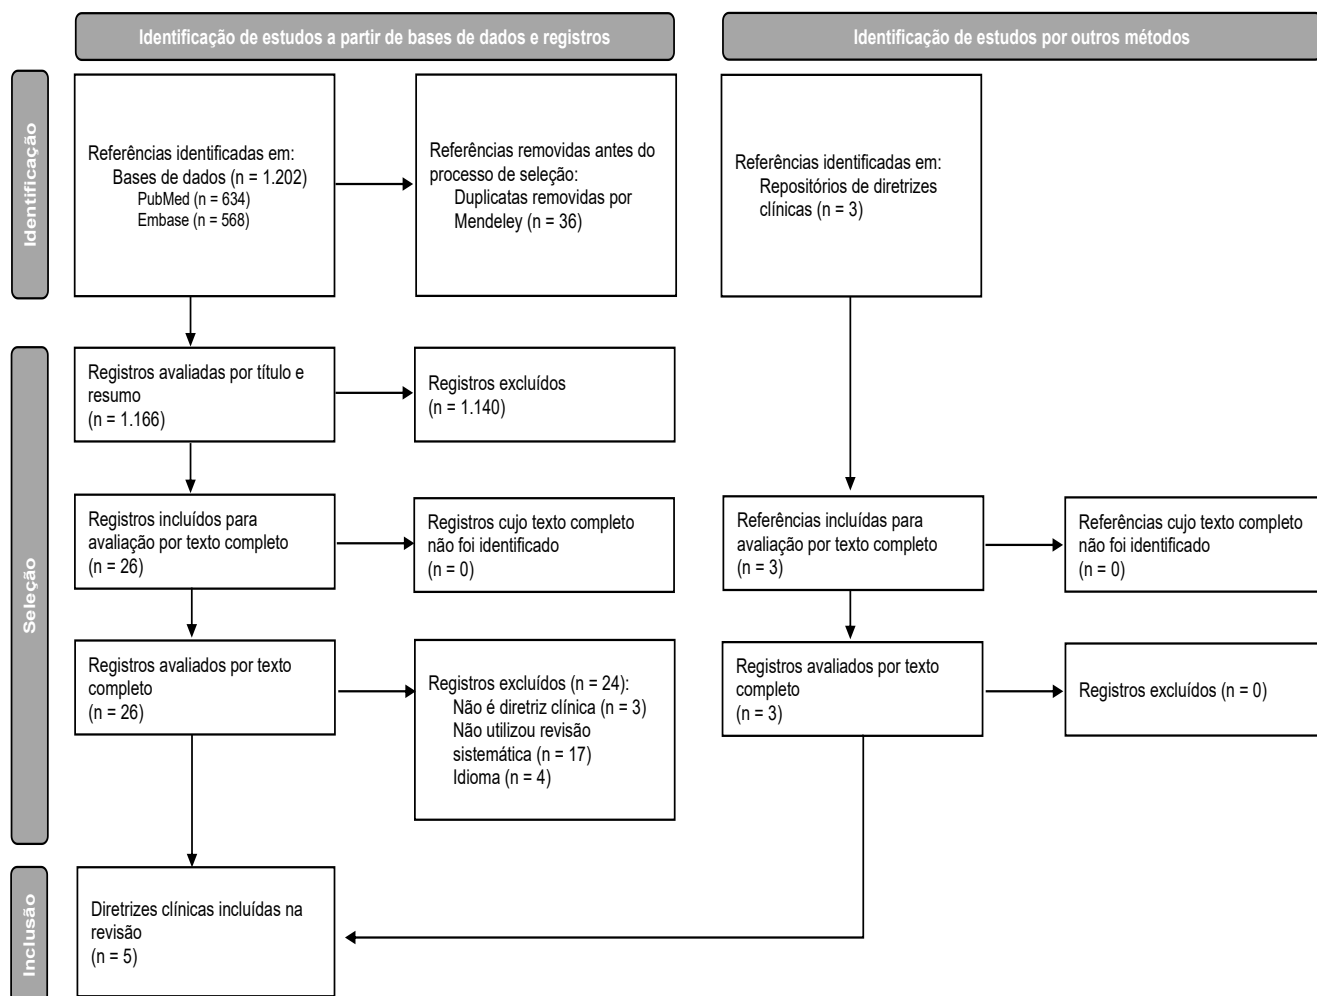 Identificação de estudos a partir de bases de dados e registros
Identificação de estudos por outros métodos
Identificação
Referências identificadas em:
Bases de dados (n = 1.202)
PubMed (n = 634)
Embase (n = 568)
Referências removidas antes do
processo de seleção:
Duplicatas removidas por
Mendeley (n = 36)
Referências identificadas em:
Repositórios de diretrizes
clínicas (n = 3)
Seleção
Registros avaliadas por título e
resumo
(n = 1.166)
Registros excluídos
(n = 1.140)
Registros incluídos para
avaliação por texto completo
(n = 26)
Registros cujo texto completo
não foi identificado
(n = 0)
Referências incluídas para
avaliação por texto completo
(n = 3)
Referências cujo texto completo
não foi identificado
(n = 0)
Registros avaliados por texto
completo
(n = 26)
Registros excluídos (n = 24):
Não é diretriz clínica (n = 3)
Não utilizou revisão
sistemática (n = 17)
Idioma (n = 4)
Registros avaliados por texto
completo
(n = 3)
Registros excluídos (n = 0)
Inclusão
Diretrizes clínicas incluídas na
revisão
(n = 5)